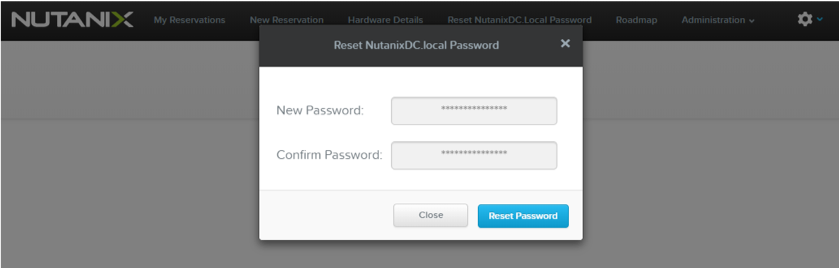 NUTANIX My Reservations New Reservation Hardware Details Reset NutanixDC.Local Password Roadmap Administration
Reset NutanixDC.local Password ×
New Password: ***************
Confirm Password: ***************
Close Reset Password